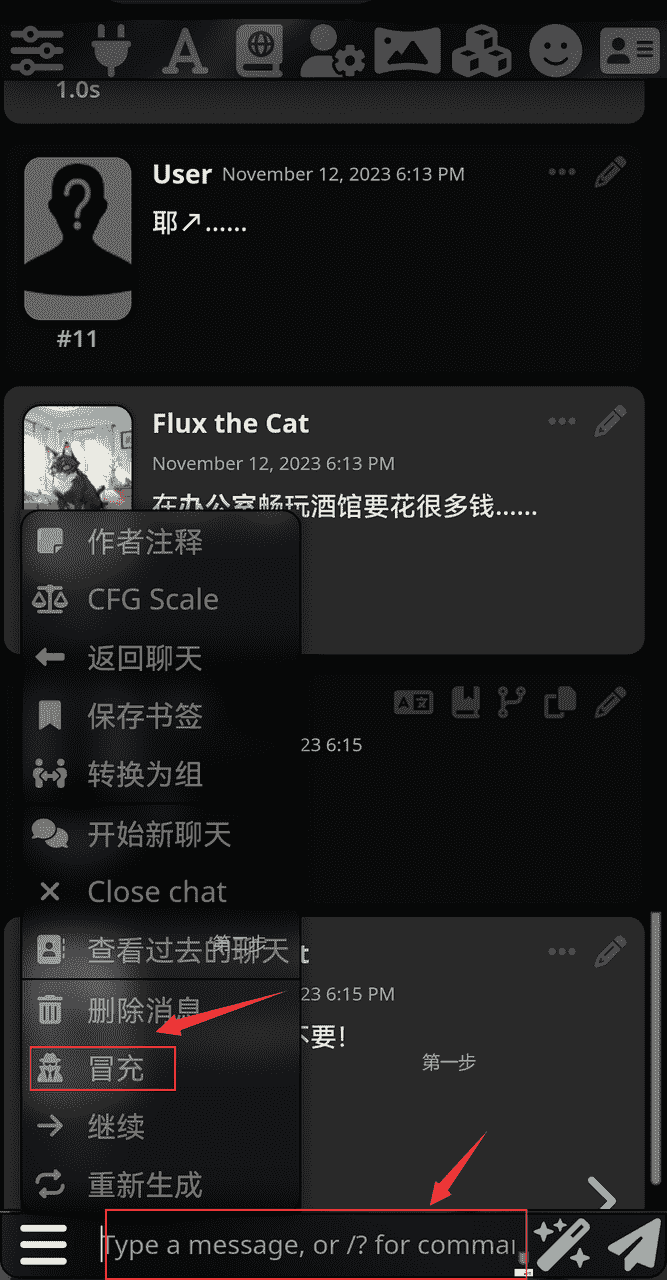 1.0s
User November 12, 2023 6:13 PM
耶↗……
#11
Flux the Cat
November 12, 2023 6:13 PM
在办公室畅玩酒馆要花很多钱……
作者注释
CFG Scale
返回聊天
保存书签
23 6:15
转换为组
开始新聊天
Close chat
查看过去的聊天
第二步
t
删除消息
23 6:15 PM
不要!
第一步
冒充
继续
重新生成
Type a message, or /? for comma